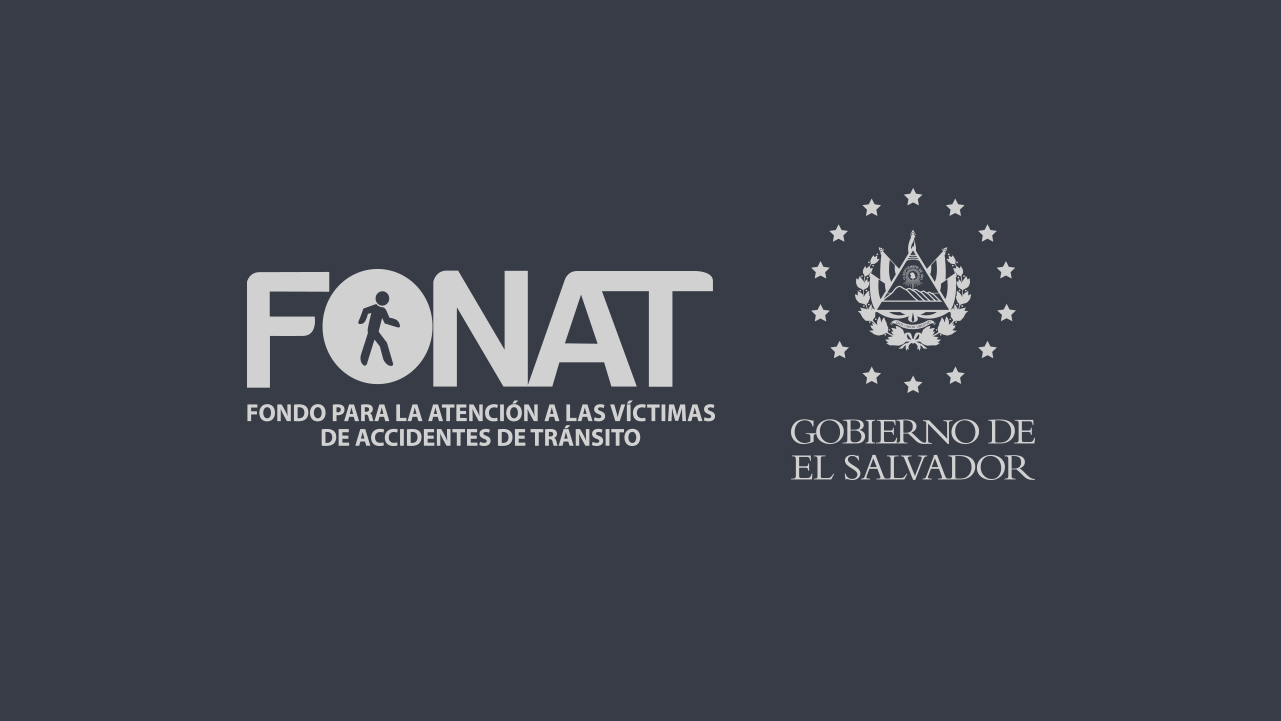 FONAT
FONDO PARA LA ATENCIÓN A LAS VÍCTIMAS
DE ACCIDENTES DE TRÁNSITO
GOBIERNO DE
EL SALVADOR